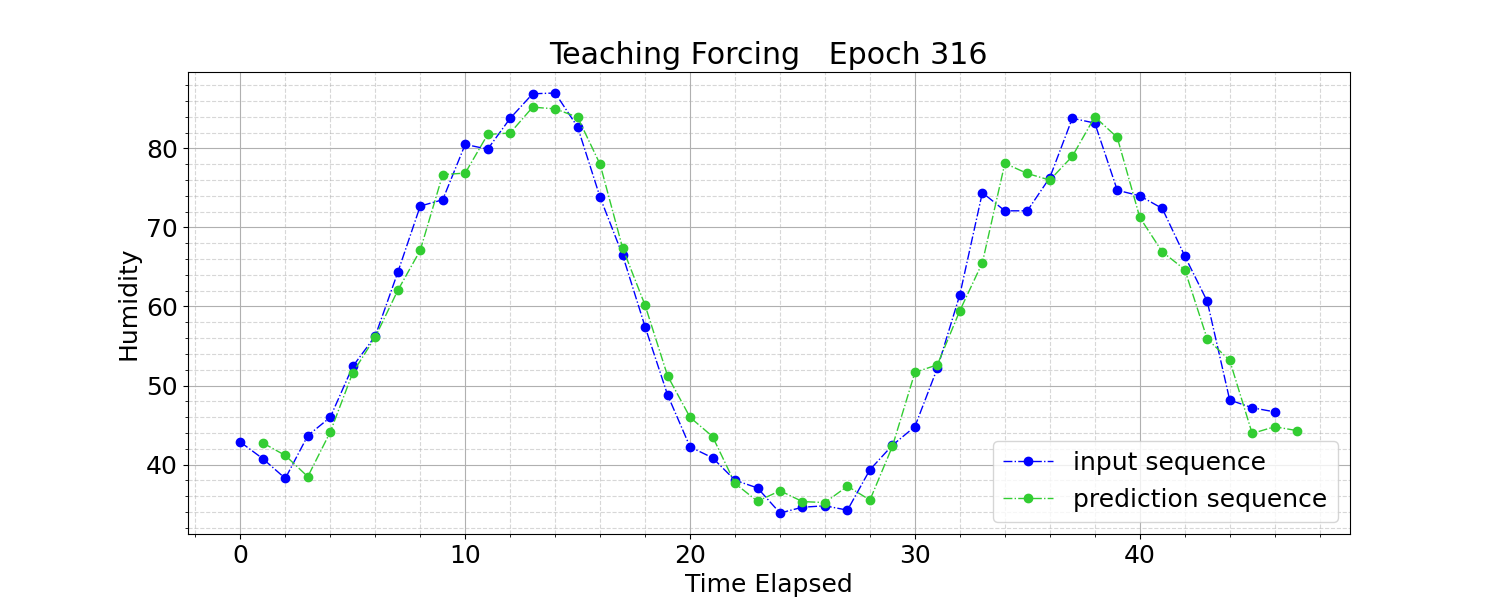 Teaching Forcing   Epoch 316
Humidity
80
70
60
50
40
0 10 20 30 40
Time Elapsed
input sequence
prediction sequence